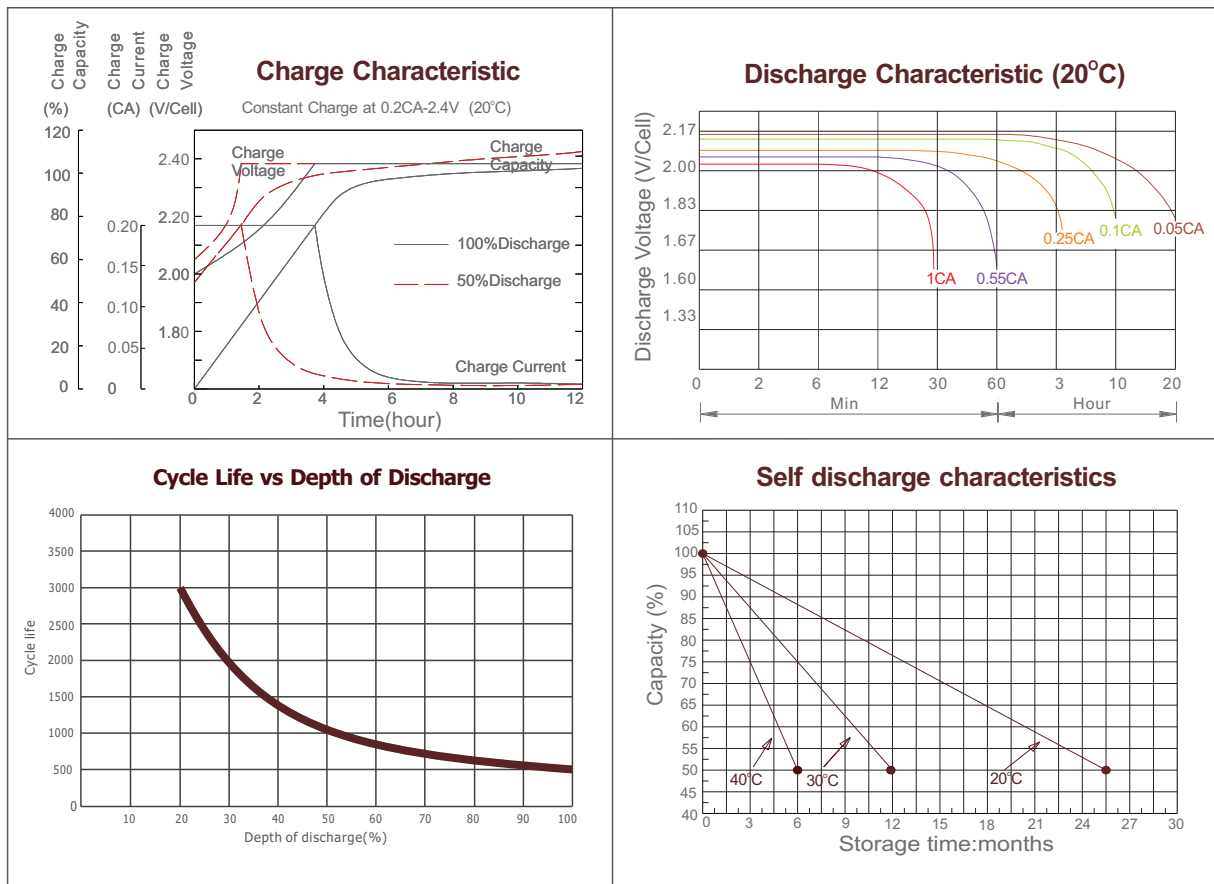 Charge
Capacity
Charge
Current
Charge
Voltage
(%)
(CA)
(V/Cell)
Charge Characteristic
Constant Charge at 0.2CA-2.4V (20°C)
120
100
80
60
40
20
0
0.20
0.15
0.10
0.05
0
2.40
2.20
2.00
1.80
Charge
Voltage
Charge
Capacity
100%Discharge
50%Discharge
Charge Current
0 2 4 6 8 10 12
Time(hour)
Discharge Characteristic (20°C)
Discharge Voltage (V/Cell)
2.17
2.00
1.83
1.67
1.60
1.33
1CA
0.55CA
0.25CA
0.1CA
0.05CA
0 2 6 12 30 60 3 10 20
Min Hour
Cycle Life vs Depth of Discharge
Cycle life
4000
3500
3000
2500
2000
1500
1000
500
0
10 20 30 40 50 60 70 80 90 100
Depth of discharge(%)
Self discharge characteristics
Capacity (%)
110
105
100
95
90
85
80
75
70
65
60
55
50
45
40
40°C
30°C
20°C
0 3 6 9 12 15 18 21 24 27 30
Storage time:months